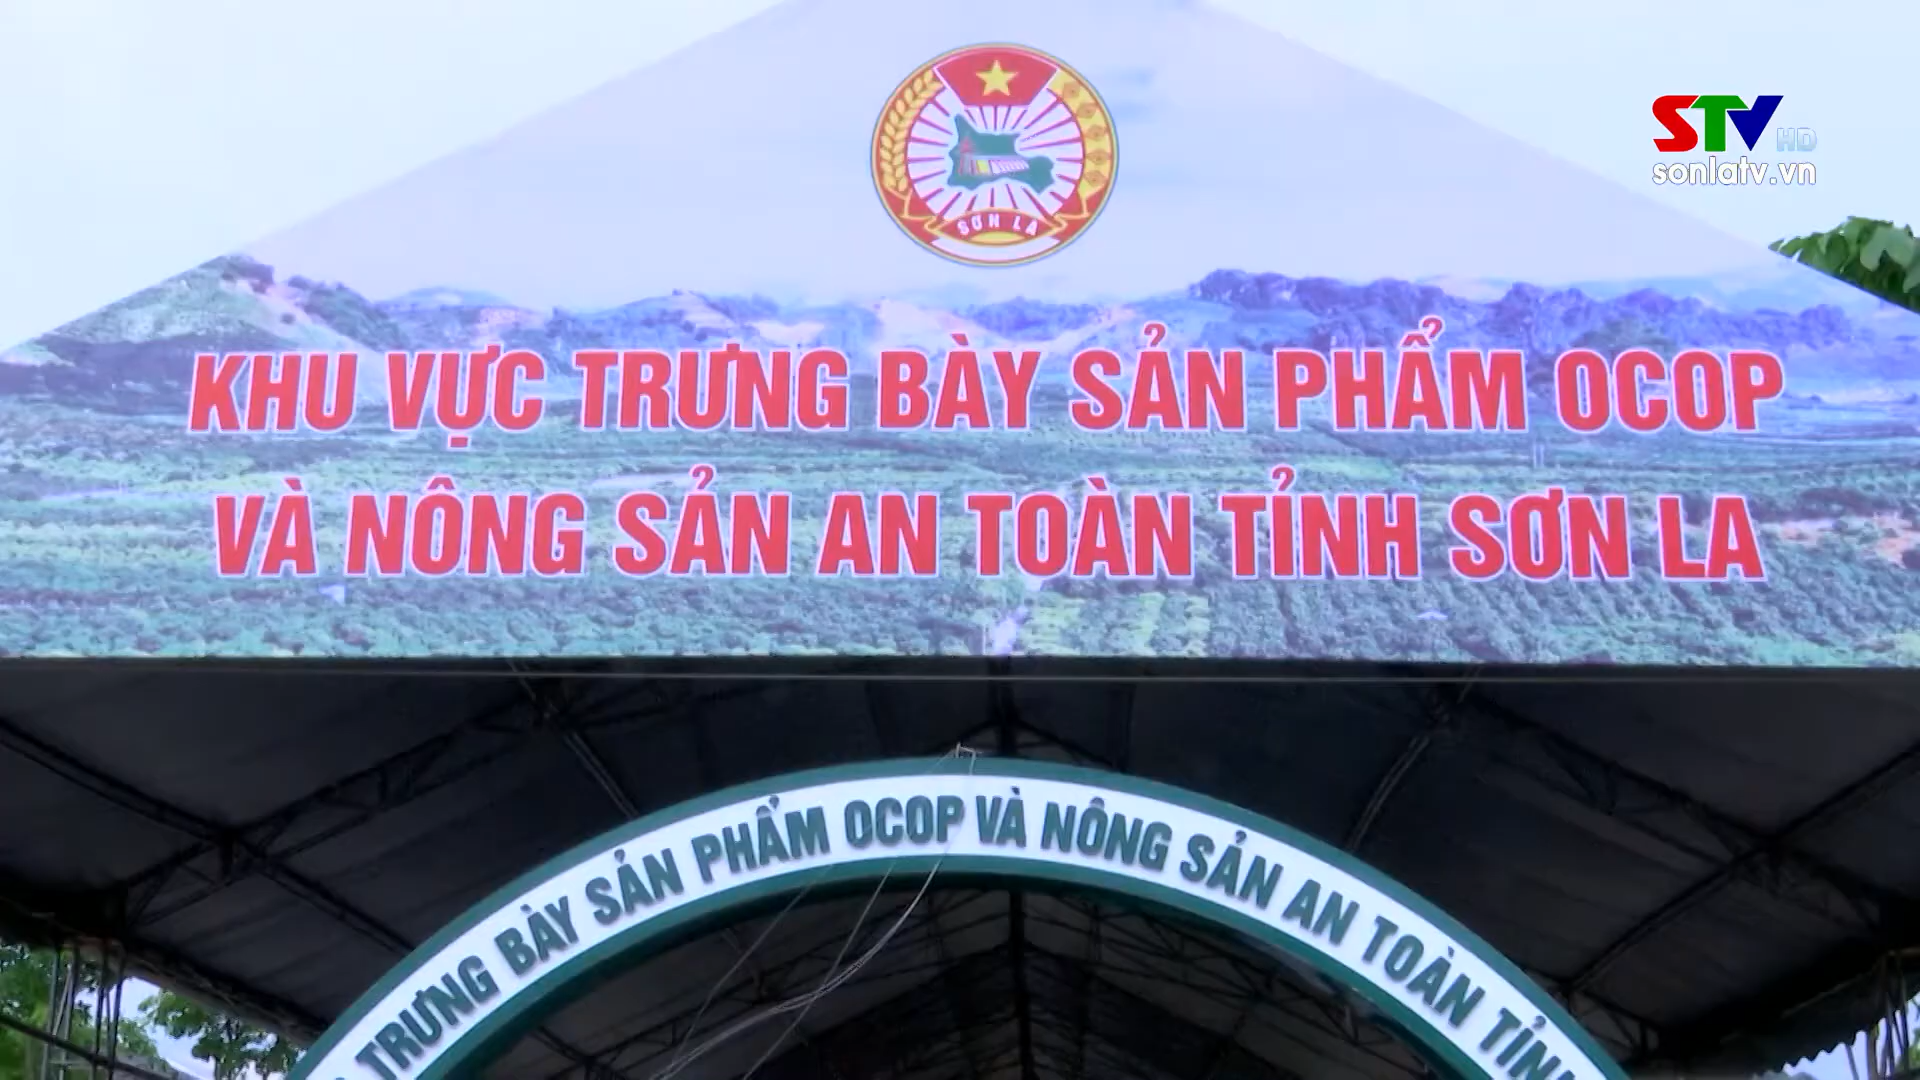 STV HD
sonlatv.vn
SƠN LA
KHU VỰC TRƯNG BÀY SẢN PHẨM OCOP
VÀ NÔNG SẢN AN TOÀN TỈNH SƠN LA
TRƯNG BÀY SẢN PHẨM OCOP VÀ NÔNG SẢN AN TOÀN TỈNH